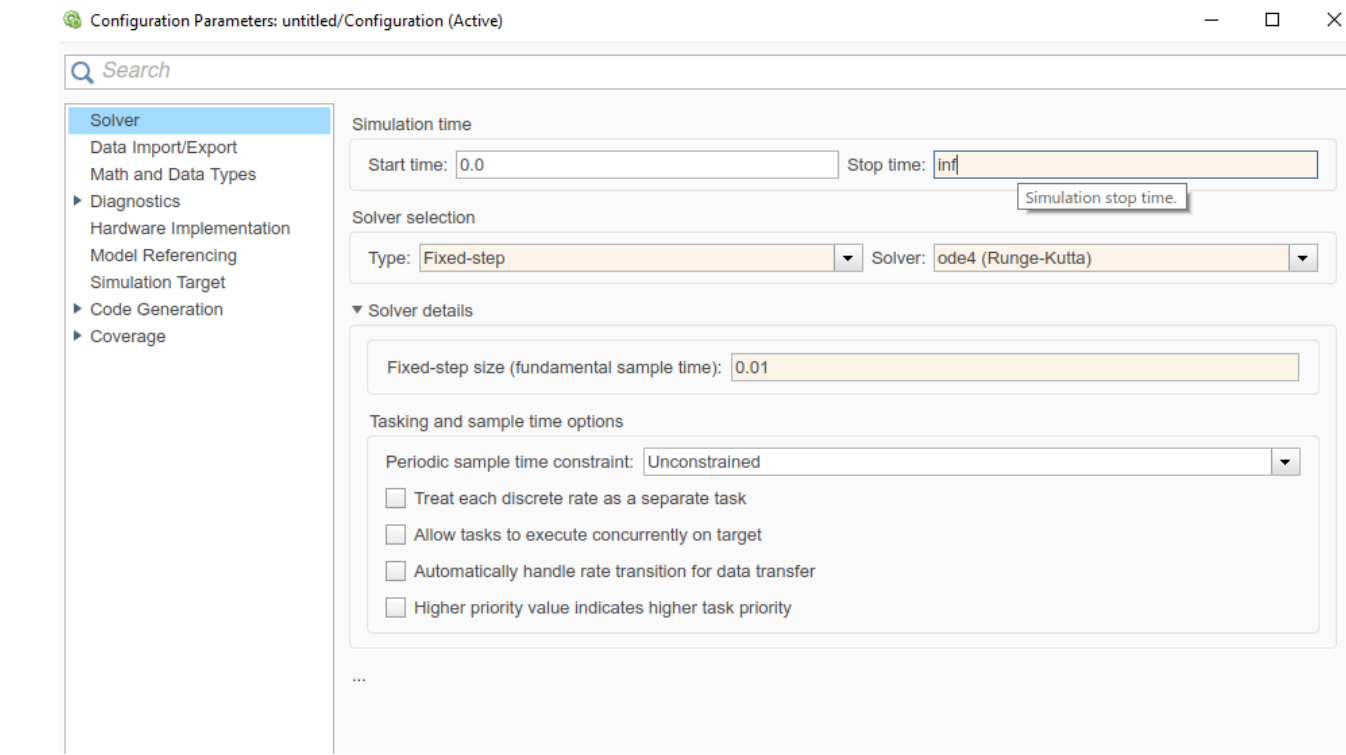 Configuration Parameters: untitled/Configuration (Active)
Search
Solver
Data Import/Export
Math and Data Types
Diagnostics
Hardware Implementation
Model Referencing
Simulation Target
Code Generation
Coverage
Simulation time
Start time: 0.0 Stop time: inf
Simulation stop time.
Solver selection
Type: Fixed-step Solver: ode4 (Runge-Kutta)
Solver details
Fixed-step size (fundamental sample time): 0.01
Tasking and sample time options
Periodic sample time constraint: Unconstrained
Treat each discrete rate as a separate task
Allow tasks to execute concurrently on target
Automatically handle rate transition for data transfer
Higher priority value indicates higher task priority
...